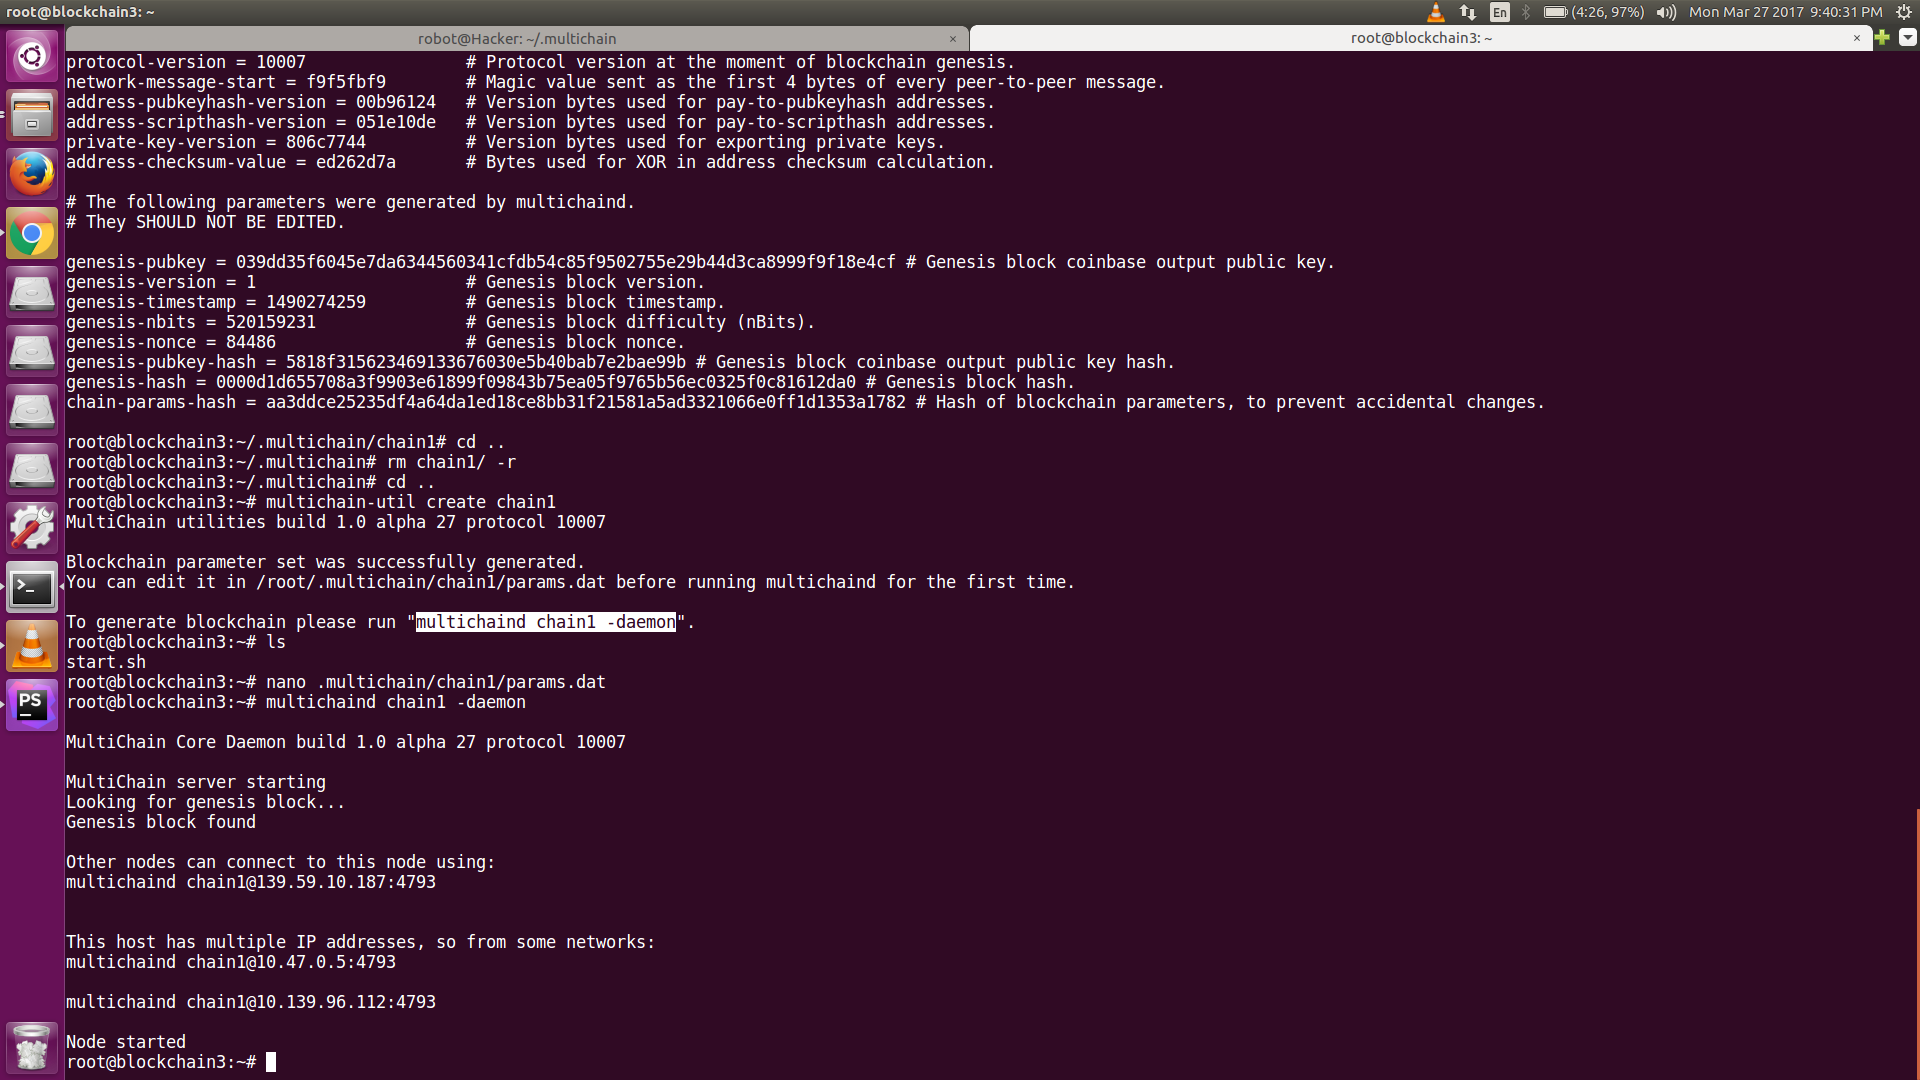 root@blockchain3: ~
En
(4:26, 97%)
Mon Mar 27 2017 9:40:31 PM
robot@Hacker: ~/.multichain ×
root@blockchain3: ~ ×
protocol-version = 10007 # Protocol version at the moment of blockchain genesis.
network-message-start = f9f5fbf9 # Magic value sent as the first 4 bytes of every peer-to-peer message.
address-pubkeyhash-version = 00b96124 # Version bytes used for pay-to-pubkeyhash addresses.
address-scripthash-version = 051e10de # Version bytes used for pay-to-scripthash addresses.
private-key-version = 806c7744 # Version bytes used for exporting private keys.
address-checksum-value = ed262d7a # Bytes used for XOR in address checksum calculation.
# The following parameters were generated by multichaind.
# They SHOULD NOT BE EDITED.
genesis-pubkey = 039dd35f6045e7da6344560341cfdb54c85f9502755e29b44d3ca8999f9f18e4cf # Genesis block coinbase output public key.
genesis-version = 1 # Genesis block version.
genesis-timestamp = 1490274259 # Genesis block timestamp.
genesis-nbits = 520159231 # Genesis block difficulty (nBits).
genesis-nonce = 84486 # Genesis block nonce.
genesis-pubkey-hash = 5818f315623469133676030e5b40bab7e2bae99b # Genesis block coinbase output public key hash.
genesis-hash = 0000d1d655708a3f9903e61899f09843b75ea05f9765b56ec0325f0c81612da0 # Genesis block hash.
chain-params-hash = aa3ddce25235df4a64da1ed18ce8bb31f21581a5ad3321066e0ff1d1353a1782 # Hash of blockchain parameters, to prevent accidental changes.
root@blockchain3:~/.multichain/chain1# cd ..
root@blockchain3:~/.multichain# rm chain1/ -r
root@blockchain3:~/.multichain# cd ..
root@blockchain3:~# multichain-util create chain1
MultiChain utilities build 1.0 alpha 27 protocol 10007
Blockchain parameter set was successfully generated.
You can edit it in /root/.multichain/chain1/params.dat before running multichaind for the first time.
To generate blockchain please run "multichaind chain1 -daemon".
root@blockchain3:~# ls
start.sh
root@blockchain3:~# nano .multichain/chain1/params.dat
root@blockchain3:~# multichaind chain1 -daemon
MultiChain Core Daemon build 1.0 alpha 27 protocol 10007
MultiChain server starting
Looking for genesis block...
Genesis block found
Other nodes can connect to this node using:
multichaind chain1@139.59.10.187:4793
This host has multiple IP addresses, so from some networks:
multichaind chain1@10.47.0.5:4793
multichaind chain1@10.139.96.112:4793
Node started
root@blockchain3:~#
PS